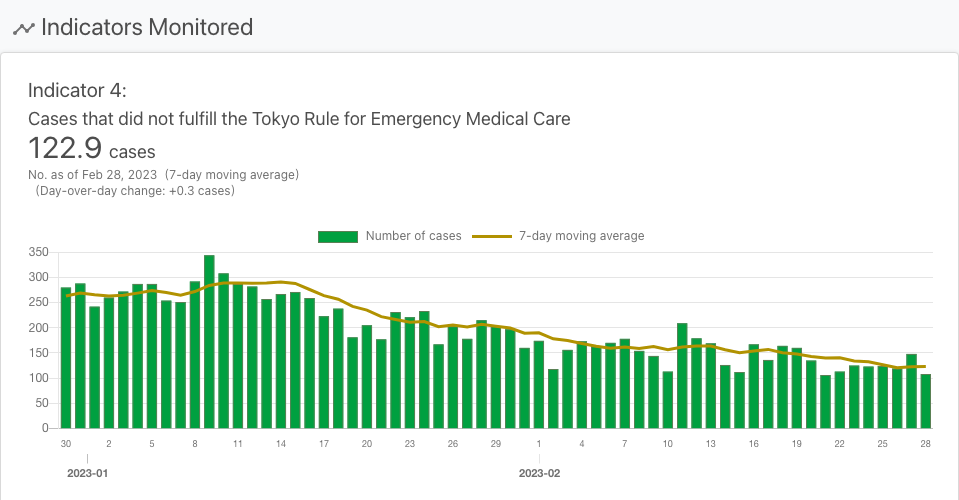 Indicators Monitored
Indicator 4:
Cases that did not fulfill the Tokyo Rule for Emergency Medical Care
122.9 cases
No. as of Feb 28, 2023 (7-day moving average)
(Day-over-day change: +0.3 cases)
Number of cases 7-day moving average
350
300
250
200
150
100
50
0
30 2 5 8 11 14 17 20 23 26 29 1 4 7 10 13 16 19 22 25 28
2023-01 2023-02